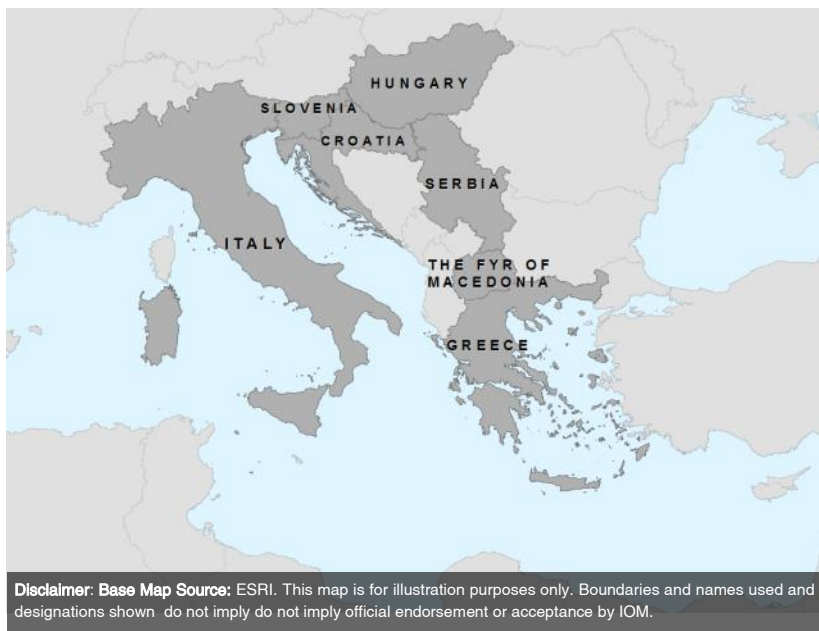 HUNGARY
SLOVENIA
CROATIA
SERBIA
ITALY
THE FYR OF
MACEDONIA
GREECE
Disclaimer: Base Map Source: ESRI. This map is for illustration purposes only. Boundaries and names used and
designations shown do not imply do not imply official endorsement or acceptance by IOM.